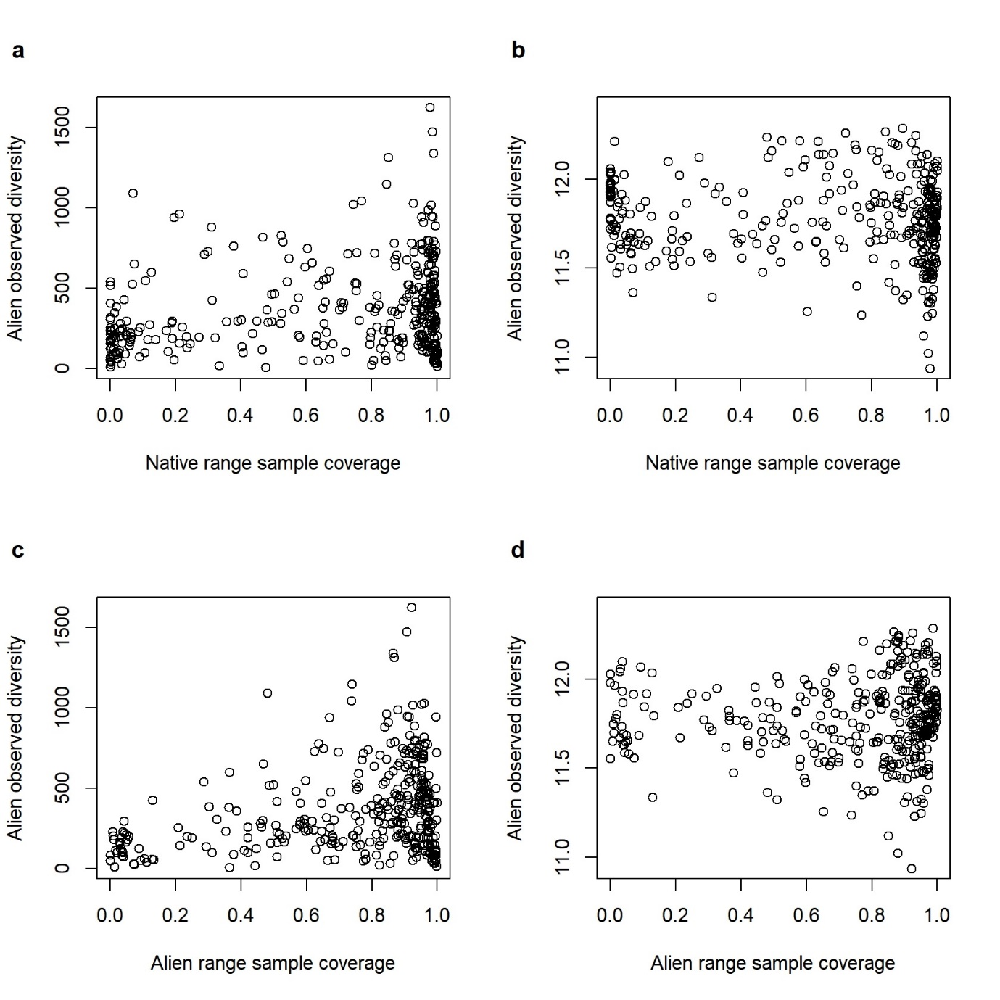 a
Alien observed diversity
1500
1000
500
0
0.0 0.2 0.4 0.6 0.8 1.0
Native range sample coverage
b
Alien observed diversity
12.0
11.5
11.0
0.0 0.2 0.4 0.6 0.8 1.0
Native range sample coverage
c
Alien observed diversity
1500
1000
500
0
0.0 0.2 0.4 0.6 0.8 1.0
Alien range sample coverage
d
Alien observed diversity
12.0
11.5
11.0
0.0 0.2 0.4 0.6 0.8 1.0
Alien range sample coverage